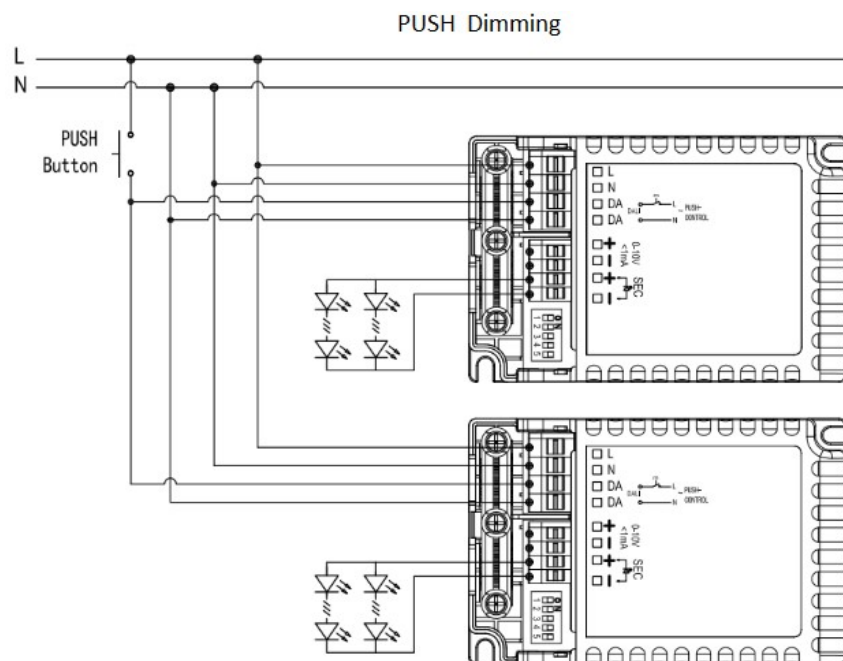 PUSH Dimming
L
N
PUSH
Button
L
N
DA
DA
DALI
L
N
PUSH
CONTROL
+
-
0-10V
<1mA
+
-
SEC
ON
1
2
3
4
5
L
N
DA
DA
DALI
L
N
PUSH
CONTROL
+
-
0-10V
<1mA
+
-
SEC
ON
1
2
3
4
5